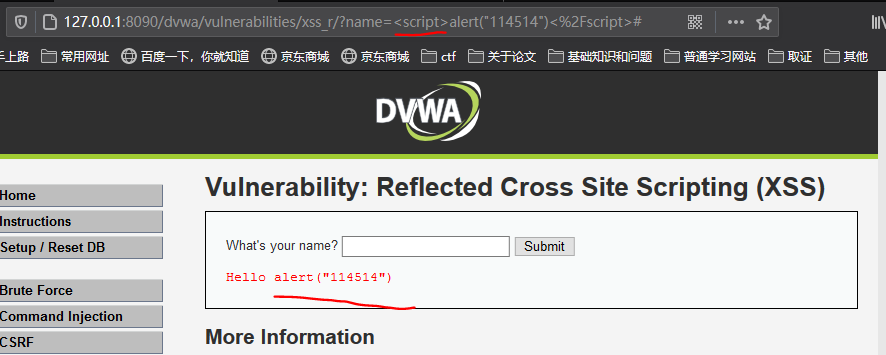 127.0.0.1:8090/dvwa/vulnerabilities/xss_r/?name=<script>alert("114514")<%2Fscript>#
手上路 常用网址 百度一下，你就知道 京东商城 京东商城 ctf 关于论文 基础知识和问题 普通学习网站 取证 其他
DVWA
Vulnerability: Reflected Cross Site Scripting (XSS)
Home
Instructions
Setup / Reset DB
What's your name? Submit
Hello alert("114514")
Brute Force
Command Injection
CSRF
More Information